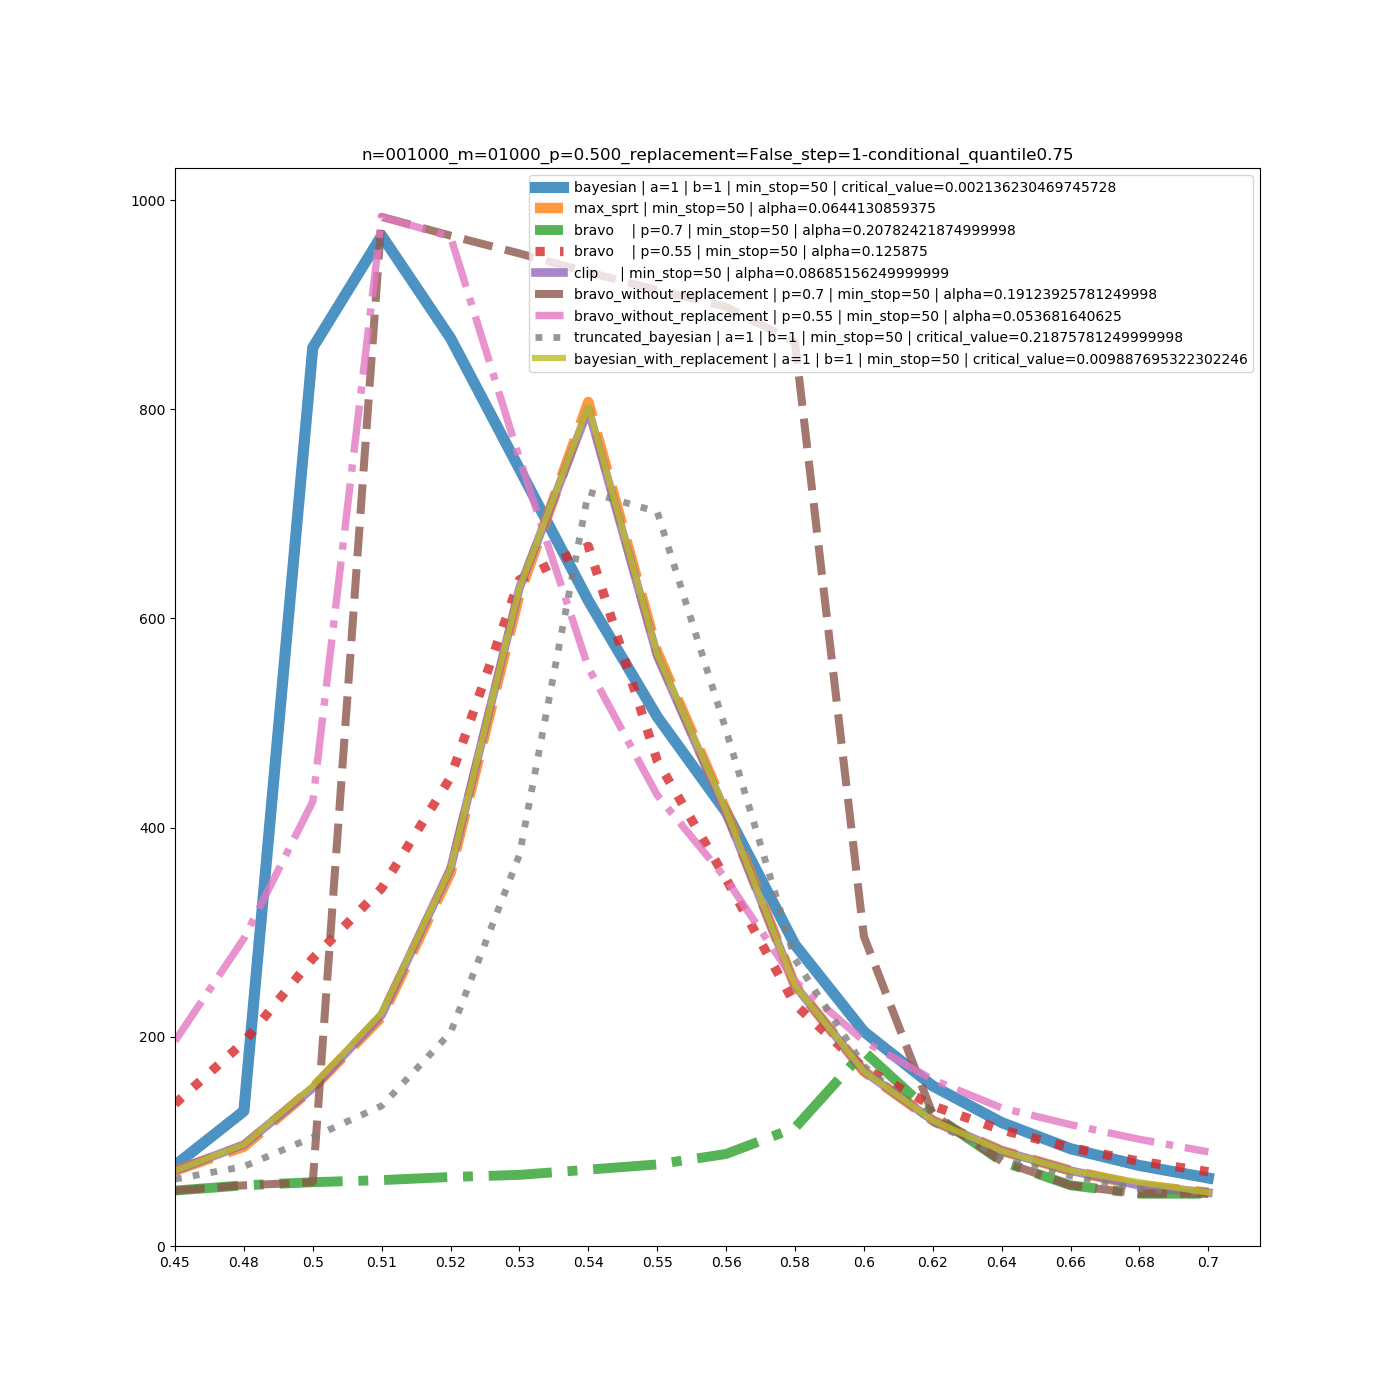 n=001000_m=01000_p=0.500_replacement=False_step=1-conditional_quantile0.75
bayesian | a=1 | b=1 | min_stop=50 | critical_value=0.002136230469745728
max_sprt | min_stop=50 | alpha=0.0644130859375
bravo    | p=0.7 | min_stop=50 | alpha=0.20782421874999998
bravo    | p=0.55 | min_stop=50 | alpha=0.125875
clip     | min_stop=50 | alpha=0.08685156249999999
bravo_without_replacement | p=0.7 | min_stop=50 | alpha=0.19123925781249998
bravo_without_replacement | p=0.55 | min_stop=50 | alpha=0.053681640625
truncated_bayesian | a=1 | b=1 | min_stop=50 | critical_value=0.21875781249999998
bayesian_with_replacement | a=1 | b=1 | min_stop=50 | critical_value=0.009887695322302246
1000
800
600
400
200
0
0.45 0.48 0.5 0.51 0.52 0.53 0.54 0.55 0.56 0.58 0.6 0.62 0.64 0.66 0.68 0.7